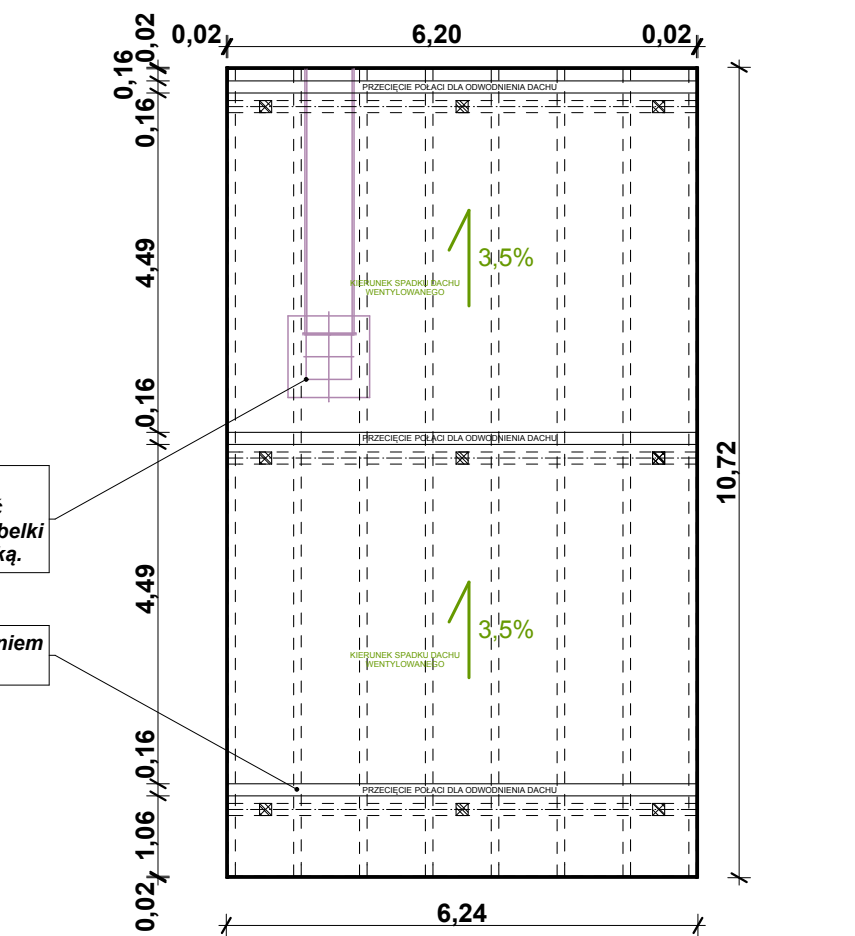 0,02
6,20
0,02
0,02
0,16
0,16
PRZECIĘCIE POŁACI DLA ODWODNIENIA DACHU
4,49
3,5%
KIERUNEK SPADKU DACHU
WENTYLOWANEGO
0,16
PRZECIĘCIE POŁACI DLA ODWODNIENIA DACHU
10,72
belki
ką.
4,49
3,5%
KIERUNEK SPADKU DACHU
WENTYLOWANEGO
niem
0,16
PRZECIĘCIE POŁACI DLA ODWODNIENIA DACHU
1,06
0,02
6,24